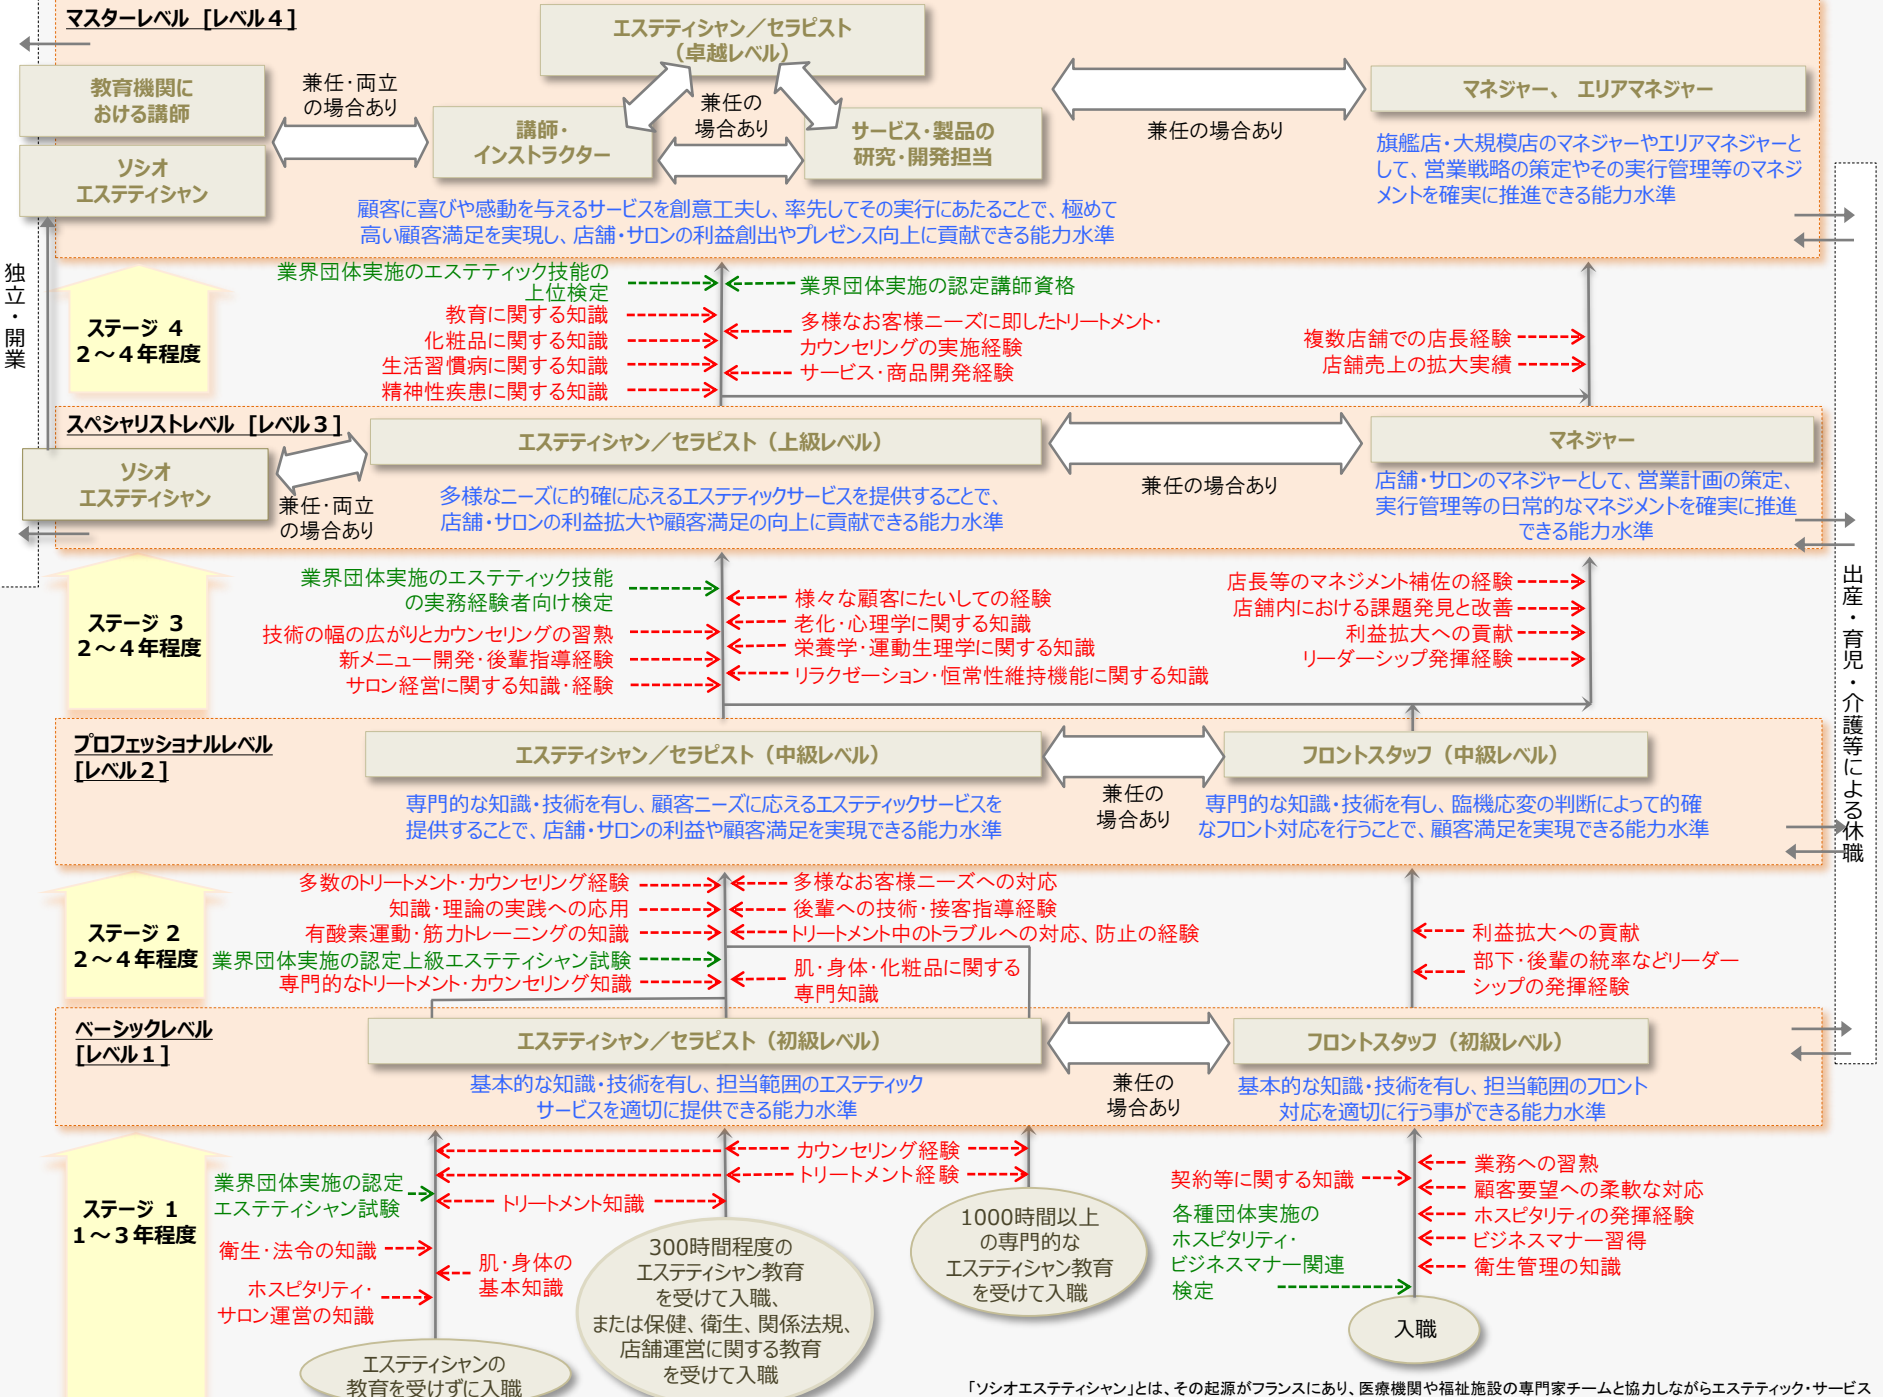 マスターレベル [レベル４]
エステティシャン／セラピスト
（卓越レベル）
教育機関に
おける講師
兼任・両立
の場合あり
兼任の
場合あり
マネジャー、 エリアマネジャー
講師・
インストラクター
サービス・製品の
研究・開発担当
兼任の場合あり
ソシオ
エステティシャン
旗艦店・大規模店のマネジャーやエリアマネジャーと
して、営業戦略の策定やその実行管理等のマネジ
メントを確実に推進できる能力水準
顧客に喜びや感動を与えるサービスを創意工夫し、率先してその実行にあたることで、極めて
高い顧客満足を実現し、店舗・サロンの利益創出やプレゼンス向上に貢献できる能力水準
独立・開業
ステージ 4
２～４年程度
業界団体実施のエステティック技能の
上位検定
教育に関する知識
化粧品に関する知識
生活習慣病に関する知識
精神性疾患に関する知識
業界団体実施の認定講師資格
多様なお客様ニーズに即したトリートメント・
カウンセリングの実施経験
サービス・商品開発経験
複数店舗での店長経験
店舗売上の拡大実績
スペシャリストレベル [レベル３]
エステティシャン／セラピスト（上級レベル）
マネジャー
ソシオ
エステティシャン
兼任・両立
の場合あり
多様なニーズに的確に応えるエステティックサービスを提供することで、
店舗・サロンの利益拡大や顧客満足の向上に貢献できる能力水準
兼任の場合あり
店舗・サロンのマネジャーとして、営業計画の策定、
実行管理等の日常的なマネジメントを確実に推進
できる能力水準
ステージ 3
２～４年程度
業界団体実施のエステティック技能
の実務経験者向け検定
技術の幅の広がりとカウンセリングの習熟
新メニュー開発・後輩指導経験
サロン経営に関する知識・経験
様々な顧客にたいしての経験
老化・心理学に関する知識
栄養学・運動生理学に関する知識
リラクゼーション・恒常性維持機能に関する知識
店長等のマネジメント補佐の経験
店舗内における課題発見と改善
利益拡大への貢献
リーダーシップ発揮経験
出産・育児・介護等による休職
プロフェッショナルレベル
[レベル２]
エステティシャン／セラピスト（中級レベル）
フロントスタッフ（中級レベル）
専門的な知識・技術を有し、顧客ニーズに応えるエステティックサービスを
提供することで、店舗・サロンの利益や顧客満足を実現できる能力水準
兼任の
場合あり
専門的な知識・技術を有し、臨機応変の判断によって的確
なフロント対応を行うことで、顧客満足を実現できる能力水準
ステージ 2
２～４年程度
多数のトリートメント・カウンセリング経験
知識・理論の実践への応用
有酸素運動・筋力トレーニングの知識
業界団体実施の認定上級エステティシャン試験
専門的なトリートメント・カウンセリング知識
多様なお客様ニーズへの対応
後輩への技術・接客指導経験
トリートメント中のトラブルへの対応、防止の経験
肌・身体・化粧品に関する
専門知識
利益拡大への貢献
部下・後輩の統率などリーダー
シップの発揮経験
ベーシックレベル
[レベル１]
エステティシャン／セラピスト（初級レベル）
フロントスタッフ（初級レベル）
基本的な知識・技術を有し、担当範囲のエステティック
サービスを適切に提供できる能力水準
兼任の
場合あり
基本的な知識・技術を有し、担当範囲のフロント
対応を適切に行う事ができる能力水準
ステージ 1
１～３年程度
業界団体実施の認定
エステティシャン試験
衛生・法令の知識
ホスピタリティ・
サロン運営の知識
カウンセリング経験
トリートメント経験
トリートメント知識
肌・身体の
基本知識
エステティシャンの
教育を受けずに入職
300時間程度の
エステティシャン教育
を受けて入職、
または保健、衛生、関係法規、
店舗運営に関する教育
を受けて入職
1000時間以上
の専門的な
エステティシャン教育
を受けて入職
契約等に関する知識
各種団体実施の
ホスピタリティ・
ビジネスマナー関連
検定
業務への習熟
顧客要望への柔軟な対応
ホスピタリティの発揮経験
ビジネスマナー習得
衛生管理の知識
入職
「ソシオエステティシャン」とは、その起源がフランスにあり、医療機関や福祉施設の専門家チームと協力しながらエステティック・サービス